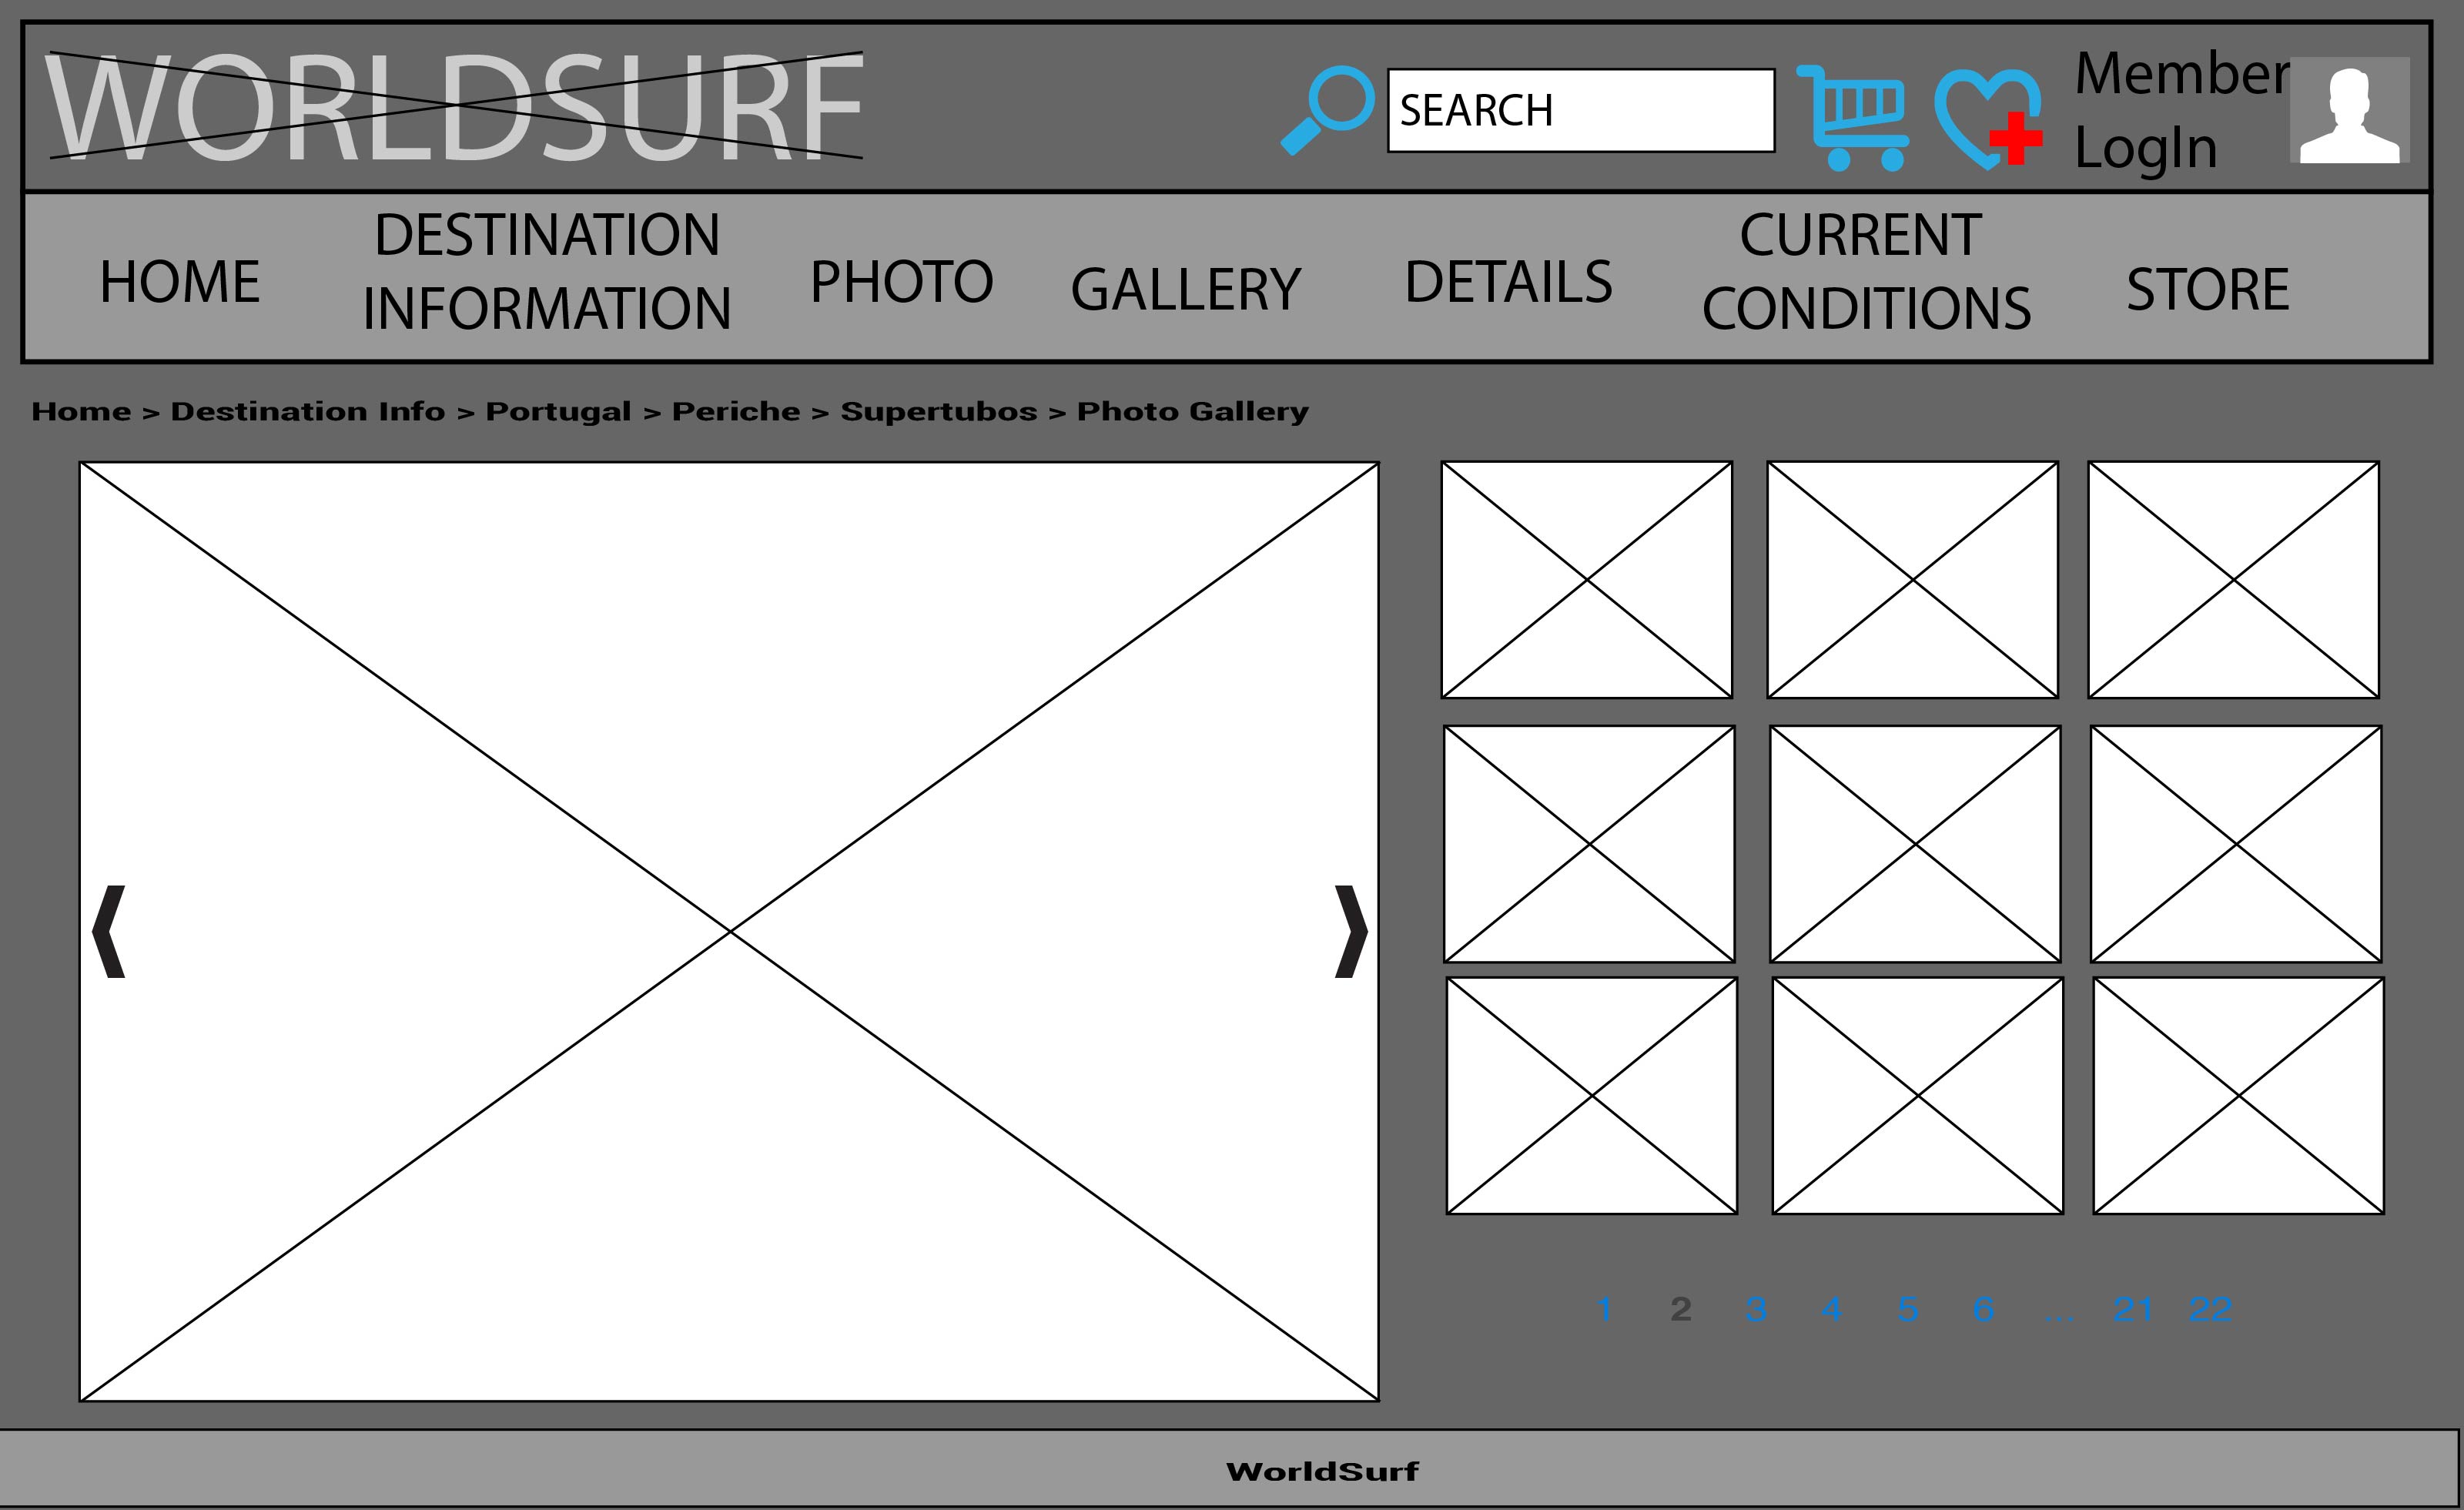 WORLDSURF
SEARCH
Member
LogIn
HOME
DESTINATION
INFORMATION
PHOTO
GALLERY
DETAILS
CURRENT
CONDITIONS
STORE
Home > Destination Info > Portugal > Periche > Supertubos > Photo Gallery
1 2 3 4 5 6 ... 21 22
WorldSurf